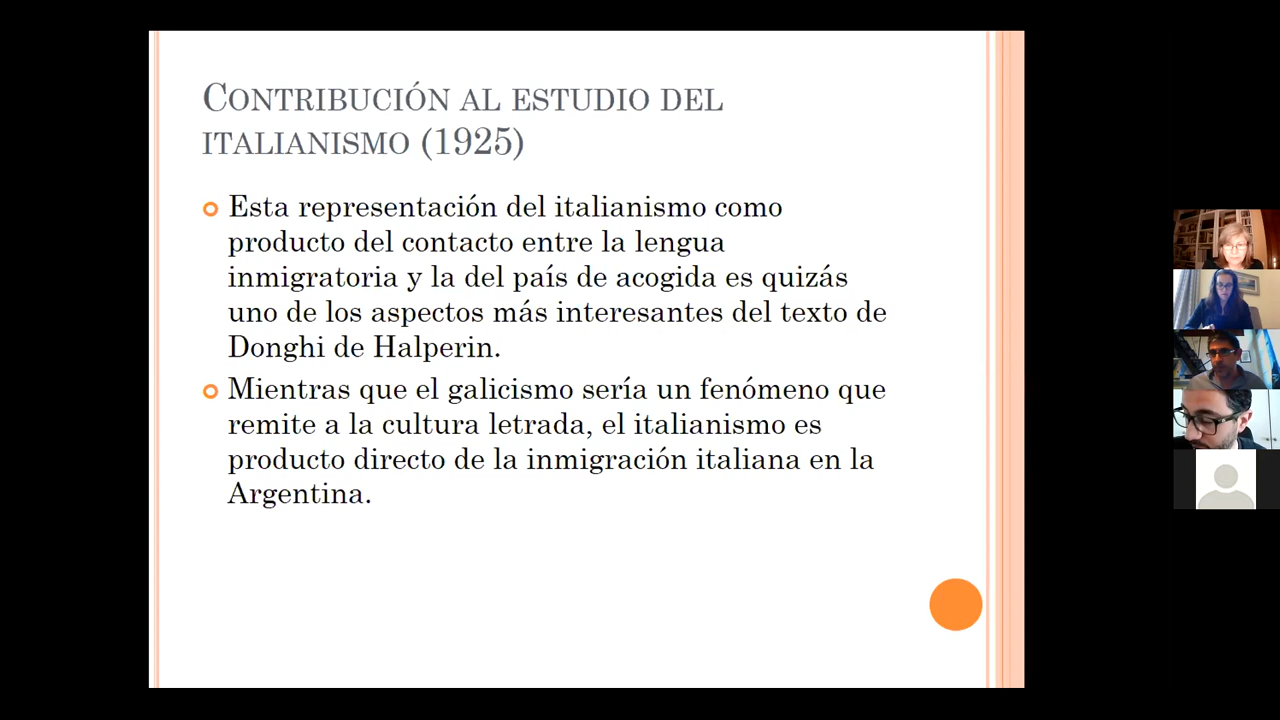 CONTRIBUCIÓN AL ESTUDIO DEL
ITALIANISMO (1925)
Esta representación del italianismo como
producto del contacto entre la lengua
inmigratoria y la del país de acogida es quizás
uno de los aspectos más interesantes del texto de
Donghi de Halperin.
Mientras que el galicismo sería un fenómeno que
remite a la cultura letrada, el italianismo es
producto directo de la inmigración italiana en la
Argentina.